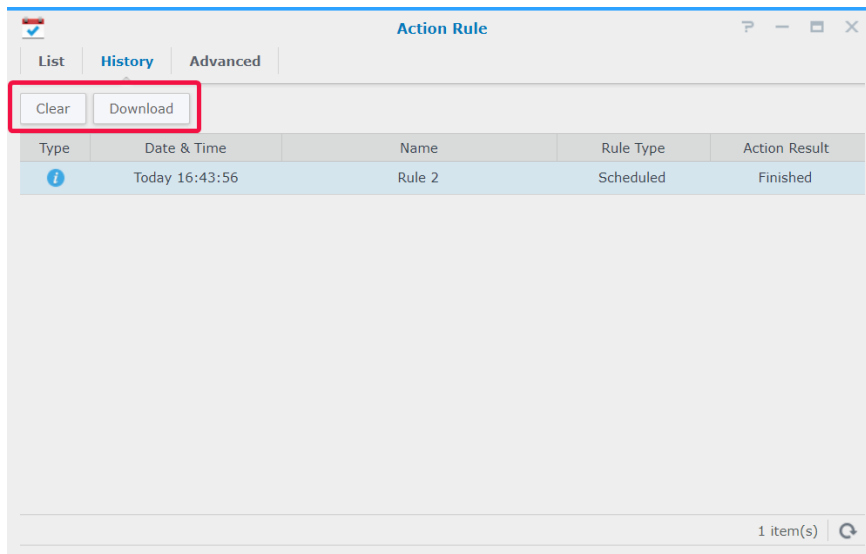 Action Rule
List History Advanced
Clear Download
Type Date & Time Name Rule Type Action Result
Today 16:43:56 Rule 2 Scheduled Finished
1 item(s)